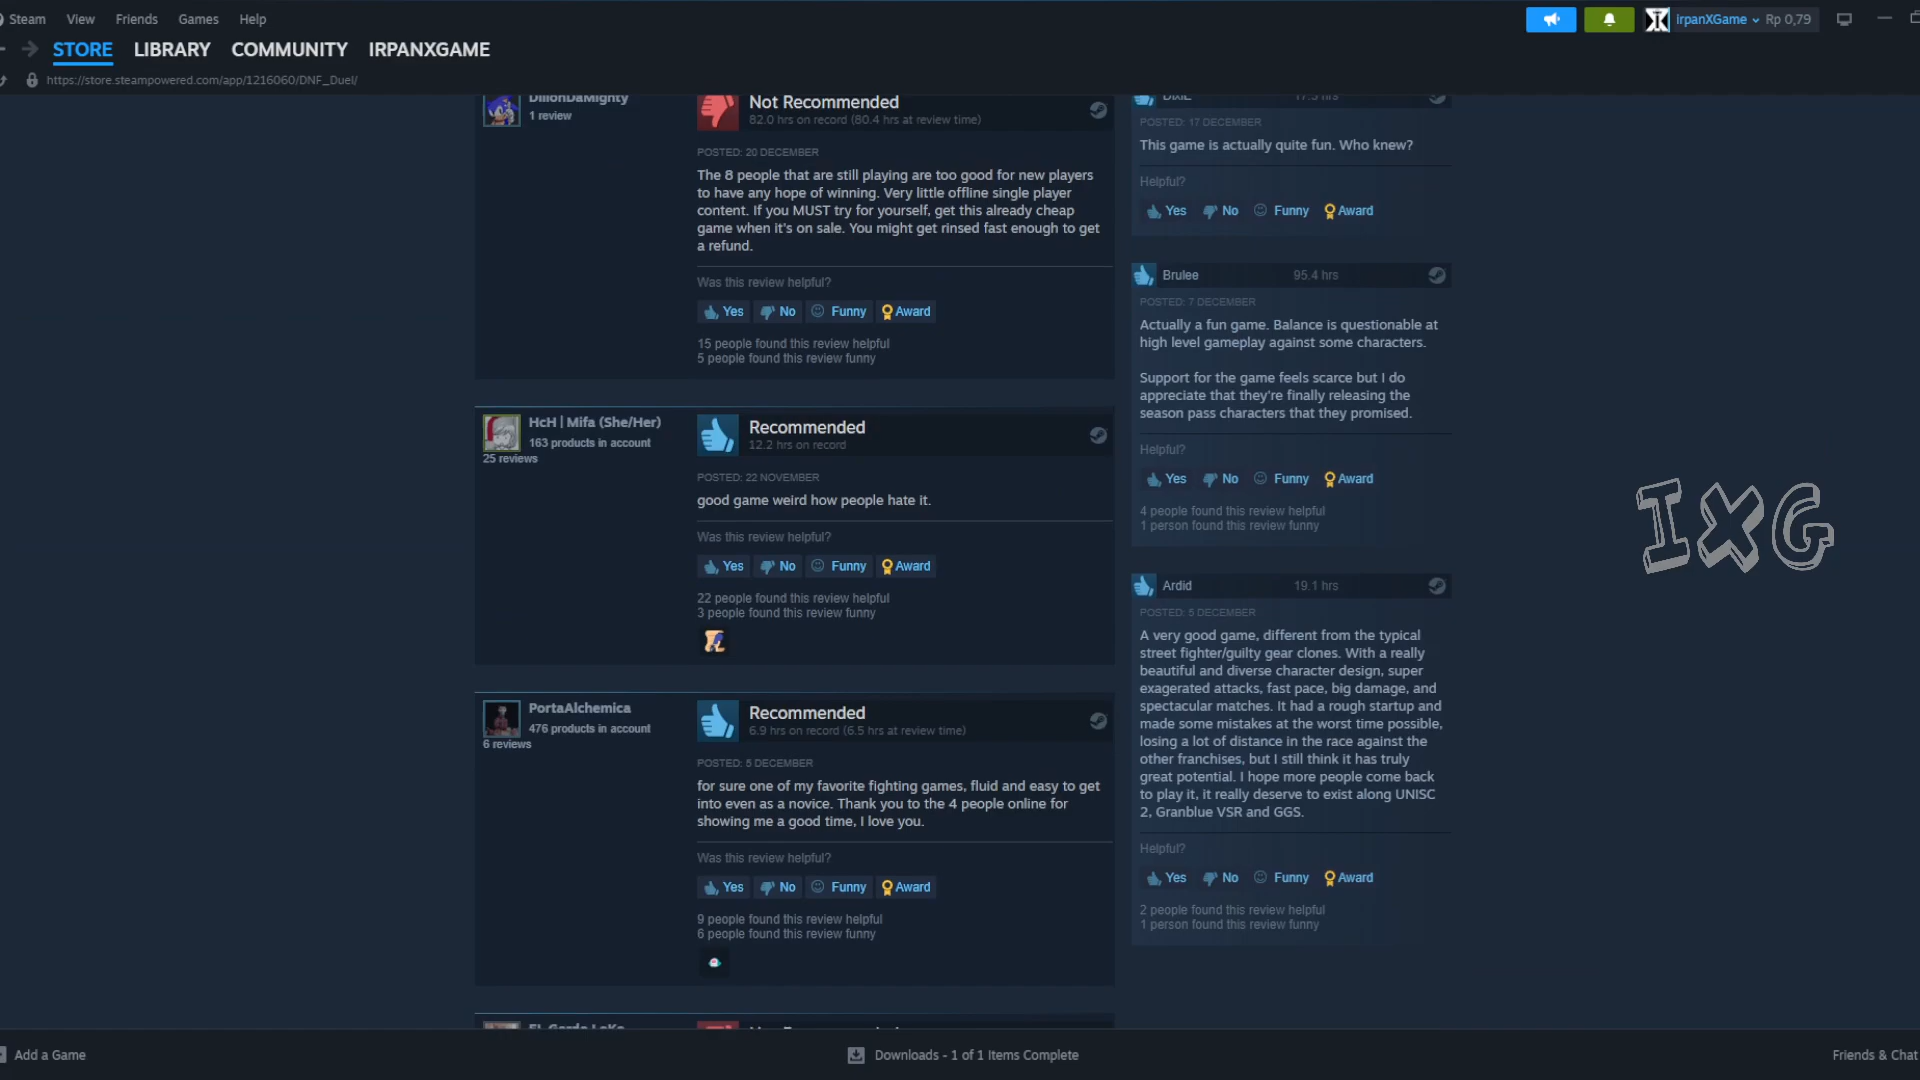 Steam View Friends Games Help
irpanXGame Rp 0,79
STORE LIBRARY COMMUNITY IRPANXGAME
https://store.steampowered.com/app/1216060/DNF_Duel/
DillonDaMighty
1 review
Not Recommended
82.0 hrs on record (80.4 hrs at review time)
POSTED: 20 DECEMBER
The 8 people that are still playing are too good for new players
to have any hope of winning. Very little offline single player
content. If you MUST try for yourself, get this already cheap
game when it's on sale. You might get rinsed fast enough to get
a refund.
Was this review helpful?
Yes No Funny Award
15 people found this review helpful
5 people found this review funny
HcH | Mifa (She/Her)
163 products in account
25 reviews
Recommended
12.2 hrs on record
POSTED: 22 NOVEMBER
good game weird how people hate it.
Was this review helpful?
Yes No Funny Award
22 people found this review helpful
3 people found this review funny
PortaAlchemica
476 products in account
6 reviews
Recommended
6.9 hrs on record (6.5 hrs at review time)
POSTED: 5 DECEMBER
for sure one of my favorite fighting games, fluid and easy to get
into even as a novice. Thank you to the 4 people online for
showing me a good time, I love you.
Was this review helpful?
Yes No Funny Award
9 people found this review helpful
6 people found this review funny
17.3 hrs
POSTED: 17 DECEMBER
This game is actually quite fun. Who knew?
Helpful?
Yes No Funny Award
Brulee 95.4 hrs
POSTED: 7 DECEMBER
Actually a fun game. Balance is questionable at
high level gameplay against some characters.
Support for the game feels scarce but I do
appreciate that they're finally releasing the
season pass characters that they promised.
Helpful?
Yes No Funny Award
4 people found this review helpful
1 person found this review funny
Ardid 19.1 hrs
POSTED: 5 DECEMBER
A very good game, different from the typical
street fighter/guilty gear clones. With a really
beautiful and diverse character design, super
exagerated attacks, fast pace, big damage, and
spectacular matches. It had a rough startup and
made some mistakes at the worst time possible,
losing a lot of distance in the race against the
other franchises, but I still think it has truly
great potential. I hope more people come back
to play it, it really deserve to exist along UNISC
2, Granblue VSR and GGS.
Helpful?
Yes No Funny Award
2 people found this review helpful
1 person found this review funny
IXG
Add a Game
Downloads - 1 of 1 Items Complete
Friends & Chat